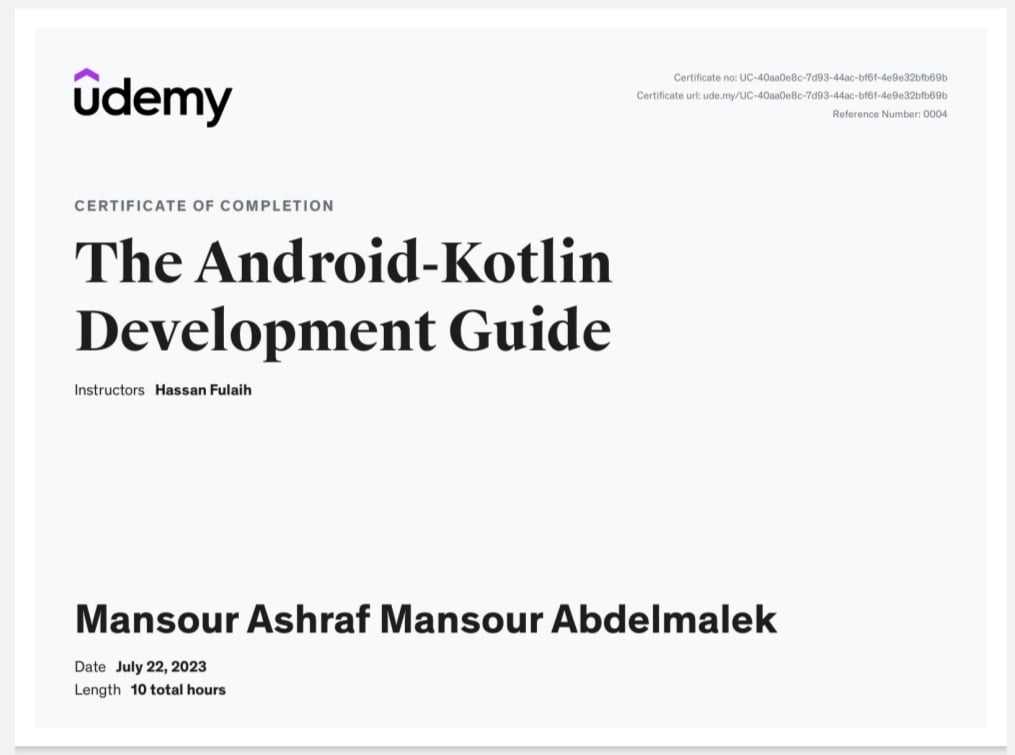 udemy
Certificate no: UC-40aa0e8c-7d93-44ac-bf6f-4e9e32bfb69b
Certificate url: ude.my/UC-40aa0e8c-7d93-44ac-bf6f-4e9e32bfb69b
Reference Number: 0004
CERTIFICATE OF COMPLETION
The Android-Kotlin
Development Guide
Instructors Hassan Fulaih
Mansour Ashraf Mansour Abdelmalek
Date July 22, 2023
Length 10 total hours